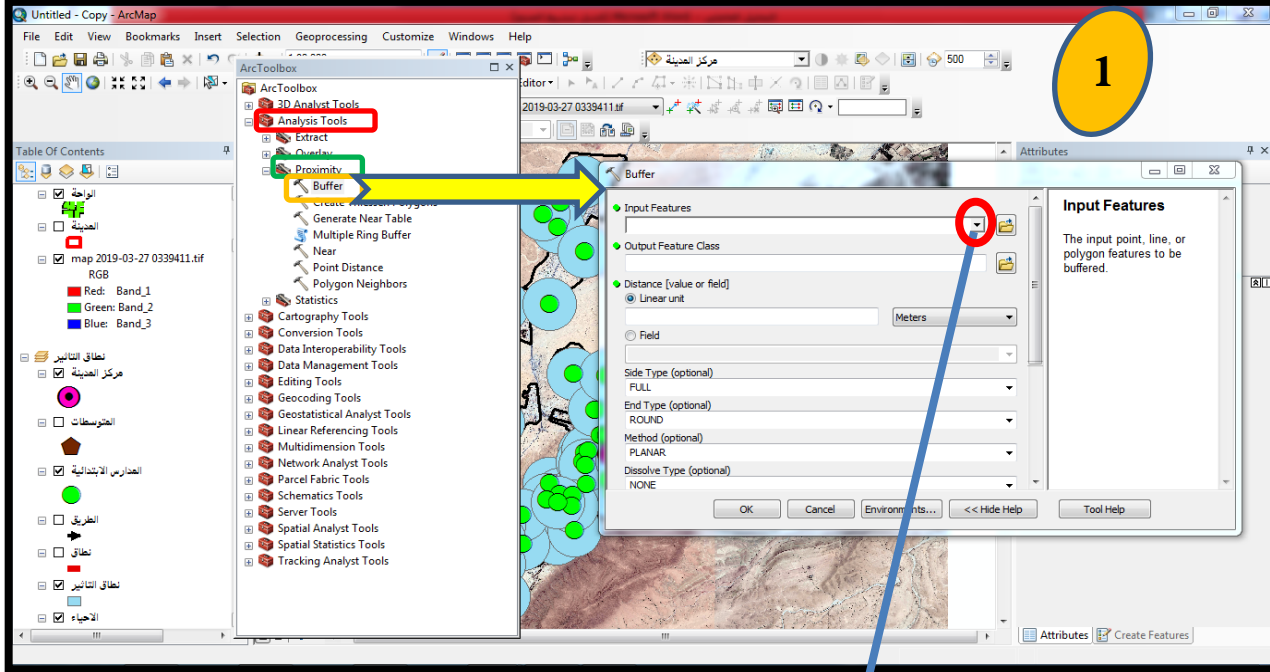 Untitled - Copy - ArcMap
File Edit View Bookmarks Insert Selection Geoprocessing Customize Windows Help
1
مركز المدينة
500
ditor
2019-03-27 0339411.tif
ArcToolbox
ArcToolbox
3D Analyst Tools
Analysis Tools
Extract
Overlay
Proximity
Buffer
Create Thiessen Polygons
Generate Near Table
Multiple Ring Buffer
Near
Point Distance
Polygon Neighbors
Statistics
Cartography Tools
Conversion Tools
Data Interoperability Tools
Data Management Tools
Editing Tools
Geocoding Tools
Geostatistical Analyst Tools
Linear Referencing Tools
Multidimension Tools
Network Analyst Tools
Parcel Fabric Tools
Schematics Tools
Server Tools
Spatial Analyst Tools
Spatial Statistics Tools
Tracking Analyst Tools
Table Of Contents
الواحة
المدينة
map 2019-03-27 0339411.tif
RGB
Red: Band_1
Green: Band_2
Blue: Band_3
نطاق التاثير
مركز المدينة
المتوسطات
المدارس الابتدائية
الطريق
نطاق
نطاق التاثير
الاحياء
Attributes
Buffer
Input Features
Output Feature Class
Distance [value or field]
Linear unit
Meters
Field
Side Type (optional)
FULL
End Type (optional)
ROUND
Method (optional)
PLANAR
Dissolve Type (optional)
NONE
OK Cancel Environments... << Hide Help Tool Help
Input Features
The input point, line, or
polygon features to be
buffered.
Attributes Create Features